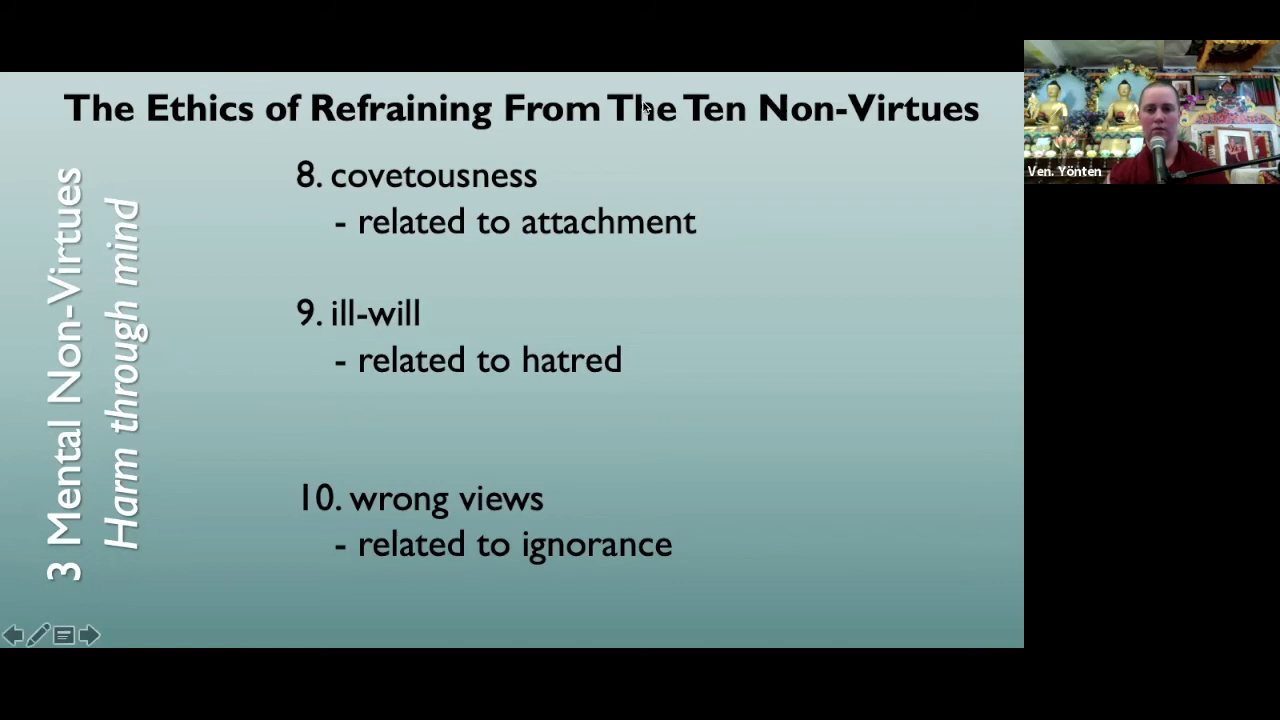 The Ethics of Refraining From The Ten Non-Virtues
3 Mental Non-Virtues
Harm through mind
8. covetousness
- related to attachment
9. ill-will
- related to hatred
10. wrong views
- related to ignorance
Ven. Yönten